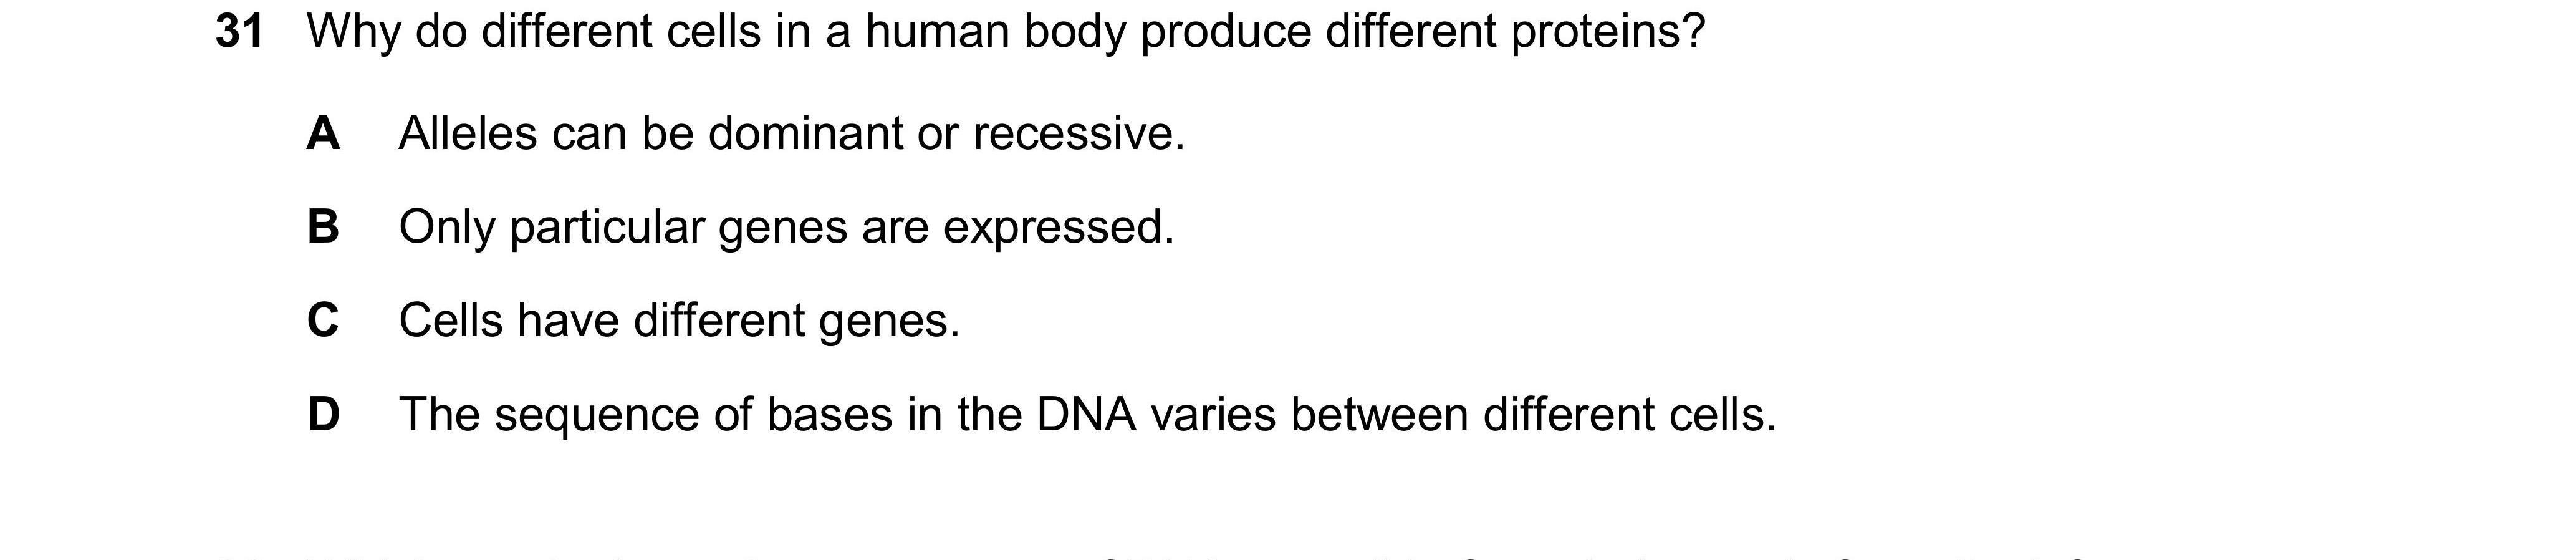 31 Why do different cells in a human body produce different proteins?
A Alleles can be dominant or recessive.
B Only particular genes are expressed.
C Cells have different genes.
D The sequence of bases in the DNA varies between different cells.